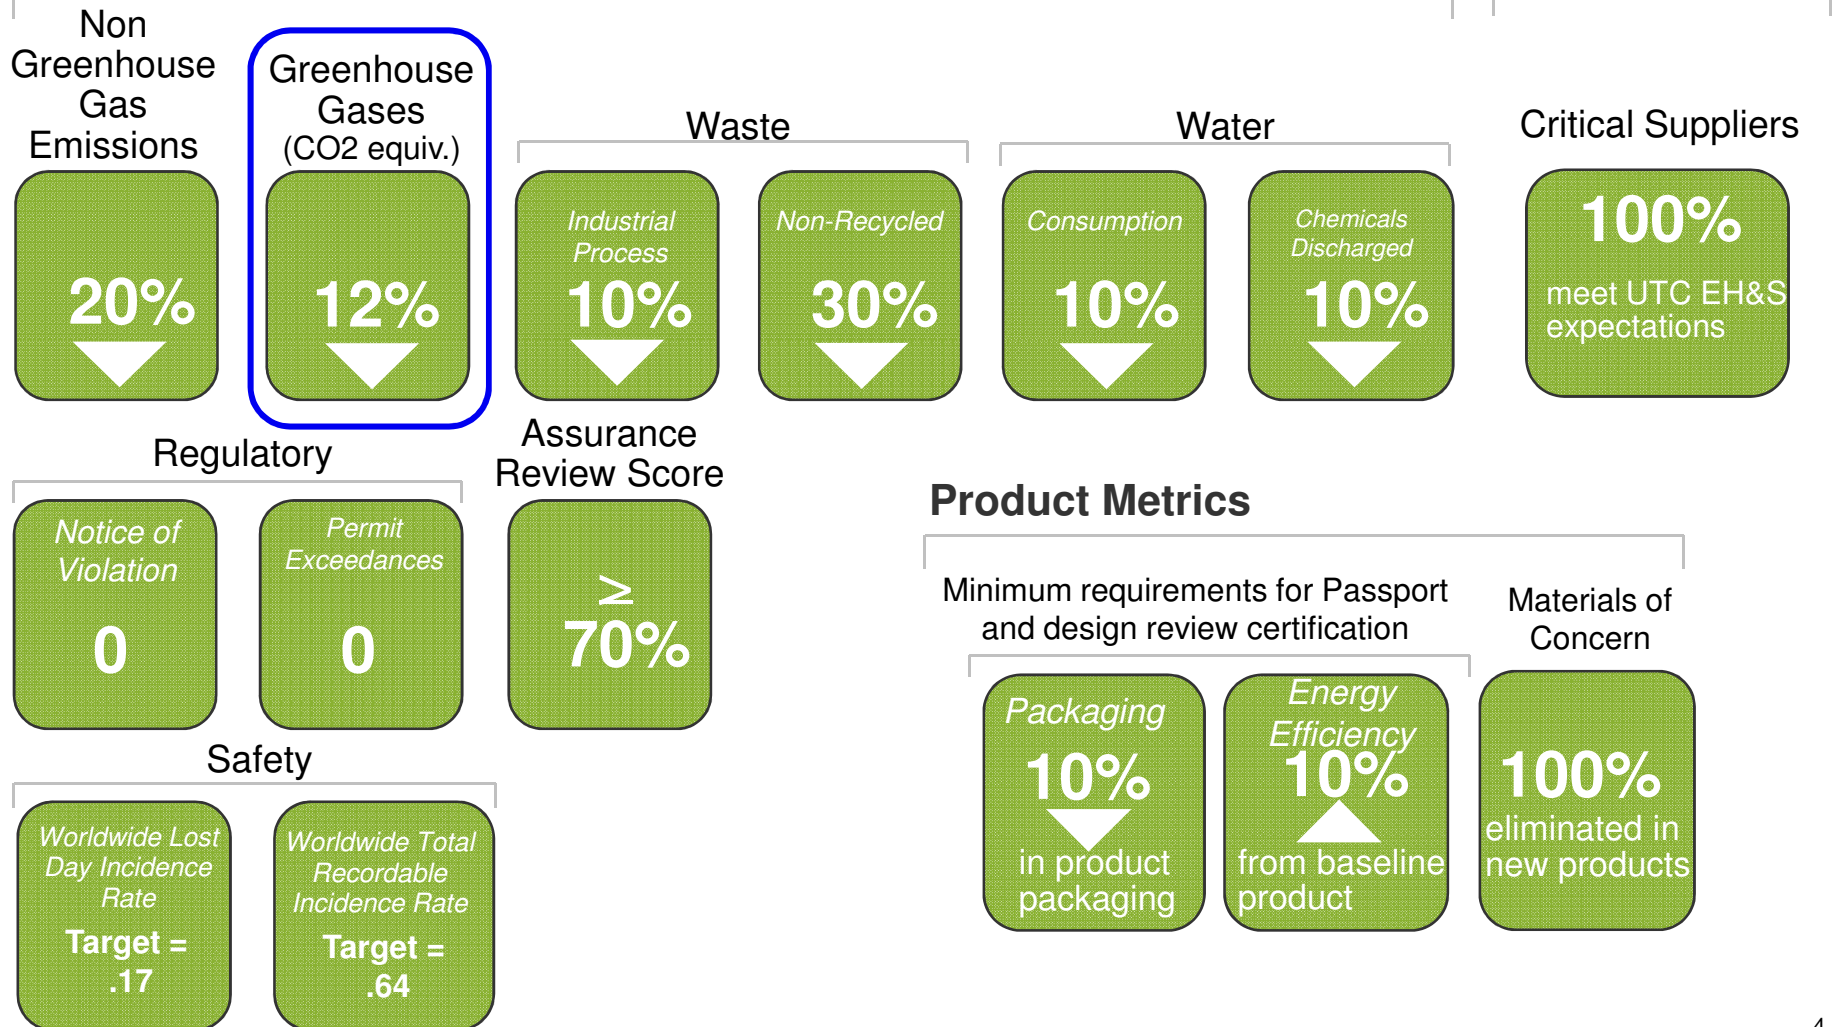 Non
Greenhouse
Gas
Emissions
20%
Greenhouse
Gases
(CO2 equiv.)
12%
Waste
Industrial
Process
10%
Non-Recycled
30%
Water
Consumption
10%
Chemicals
Discharged
10%
Critical Suppliers
100%
meet UTC EH&S
expectations
Regulatory
Notice of
Violation
0
Permit
Exceedances
0
Assurance
Review Score
≥
70%
Safety
Worldwide Lost
Day Incidence
Rate
Target =
.17
Worldwide Total
Recordable
Incidence Rate
Target =
.64
Product Metrics
Minimum requirements for Passport
and design review certification
Packaging
10%
in product
packaging
Energy
Efficiency
10%
from baseline
product
Materials of
Concern
100%
eliminated in
new products
4